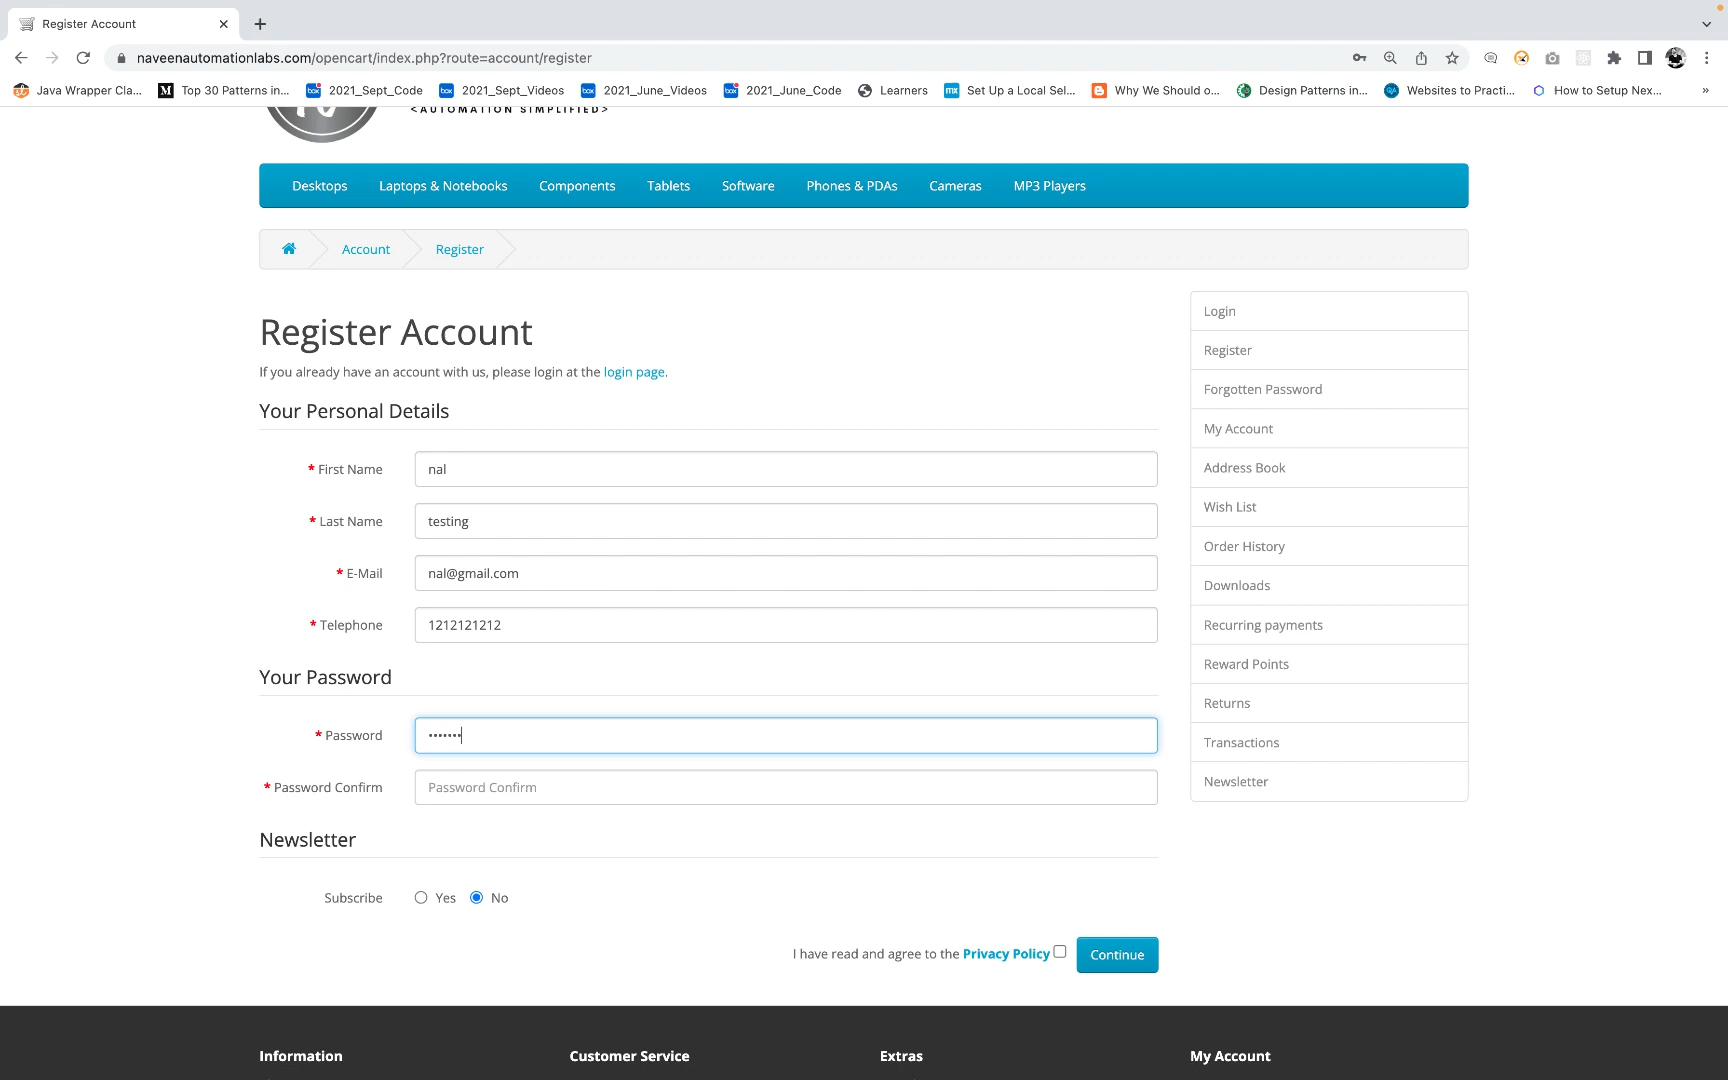 Register Account
naveenautomationlabs.com/opencart/index.php?route=account/register
Java Wrapper Cla... Top 30 Patterns in... 2021_Sept_Code 2021_Sept_Videos 2021_June_Videos 2021_June_Code Learners Set Up a Local Sel... Why We Should o... Design Patterns in... Websites to Practi... How to Setup Nex... »
<AUTOMATION SIMPLIFIED>
Desktops Laptops & Notebooks Components Tablets Software Phones & PDAs Cameras MP3 Players
Account Register
Register Account
If you already have an account with us, please login at the login page.
Your Personal Details
* First Name nal
* Last Name testing
* E-Mail nal@gmail.com
* Telephone 1212121212
Your Password
* Password •••••••
* Password Confirm Password Confirm
Newsletter
Subscribe Yes No
I have read and agree to the Privacy Policy Continue
Login
Register
Forgotten Password
My Account
Address Book
Wish List
Order History
Downloads
Recurring payments
Reward Points
Returns
Transactions
Newsletter
Information Customer Service Extras My Account